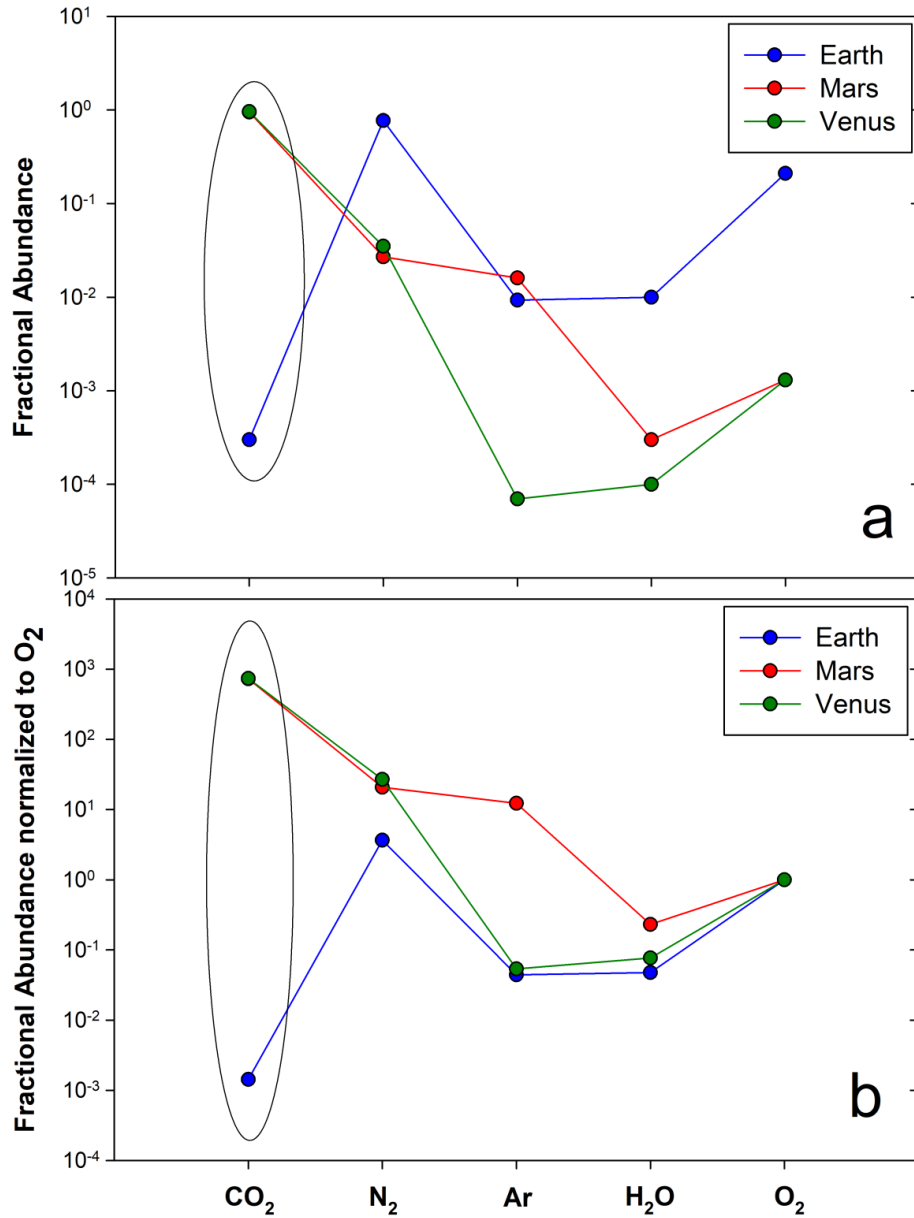 10¹
Earth
Mars
Venus
10⁰
10⁻¹
10⁻²
10⁻³
10⁻⁴
10⁻⁵
Fractional Abundance
a
10⁴
Earth
Mars
Venus
10³
10²
10¹
10⁰
10⁻¹
10⁻²
10⁻³
10⁻⁴
Fractional Abundance normalized to O₂
b
CO₂ N₂ Ar H₂O O₂